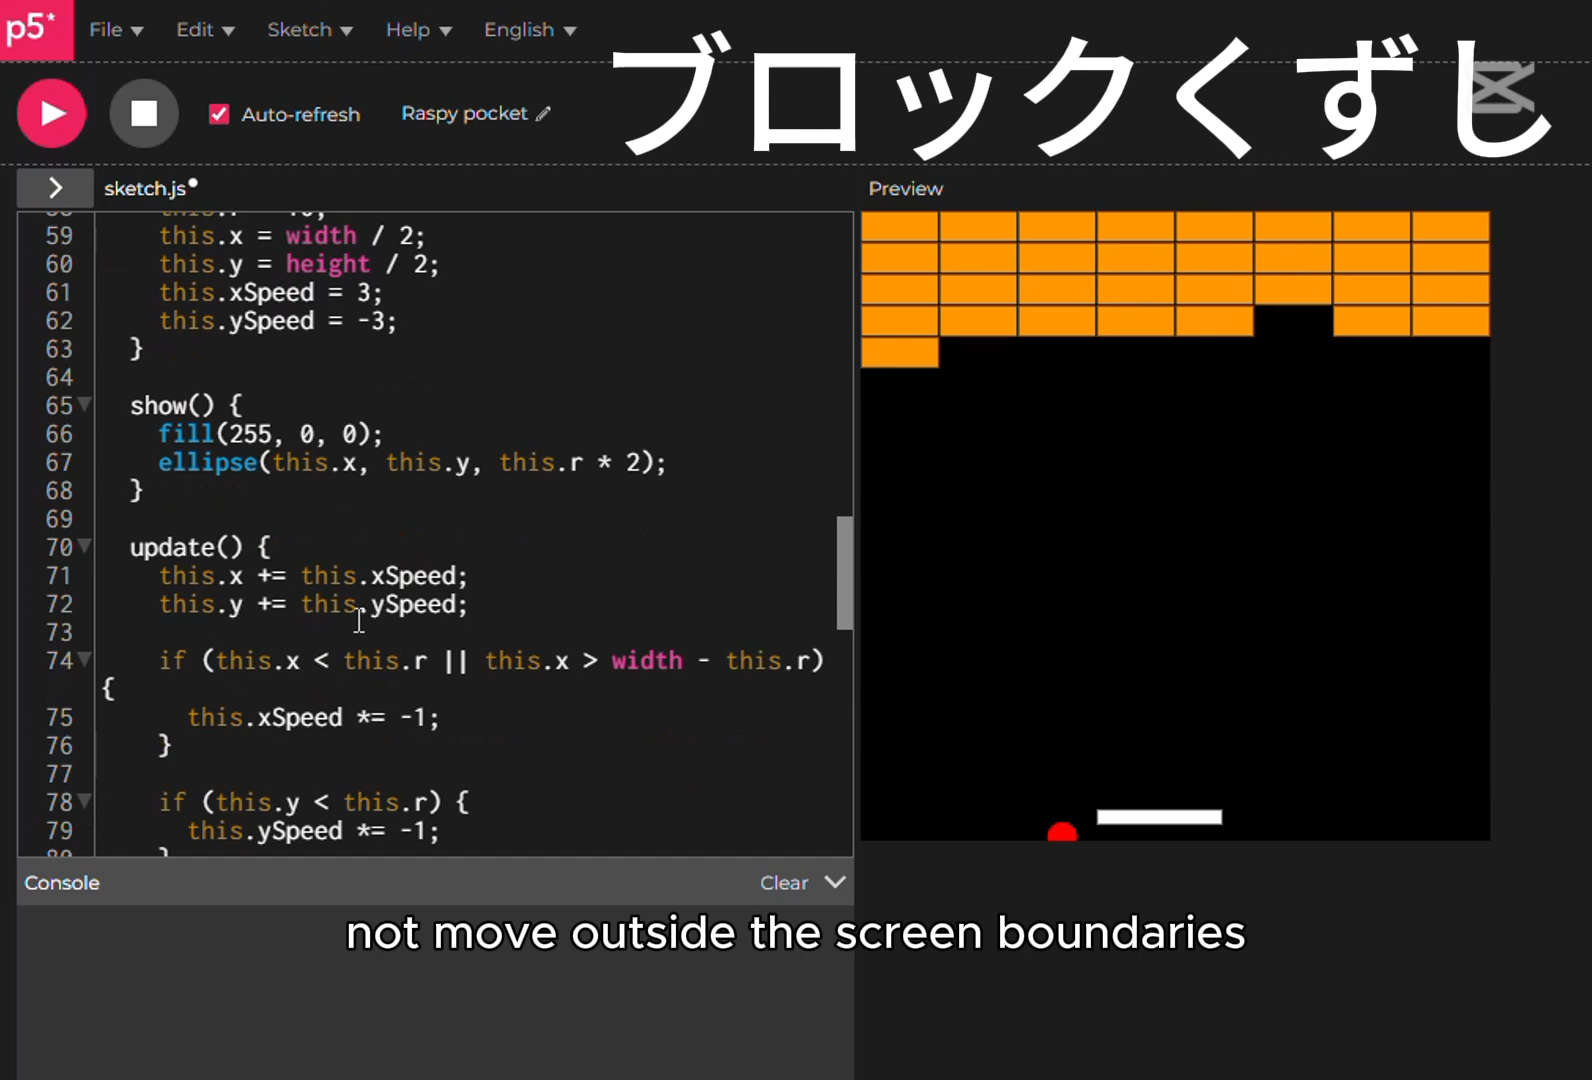 p5*
File
Edit
Sketch
Help
English
ブロックくずし
Auto-refresh
Raspy pocket
sketch.js
Preview
59 this.x = width / 2;
60 this.y = height / 2;
61 this.xSpeed = 3;
62 this.ySpeed = -3;
63 }
64
65 show() {
66 fill(255, 0, 0);
67 ellipse(this.x, this.y, this.r * 2);
68 }
69
70 update() {
71 this.x += this.xSpeed;
72 this.y += this.ySpeed;
73
74 if (this.x < this.r || this.x > width - this.r)
{
75 this.xSpeed *= -1;
76 }
77
78 if (this.y < this.r) {
79 this.ySpeed *= -1;
}
Console
Clear
not move outside the screen boundaries